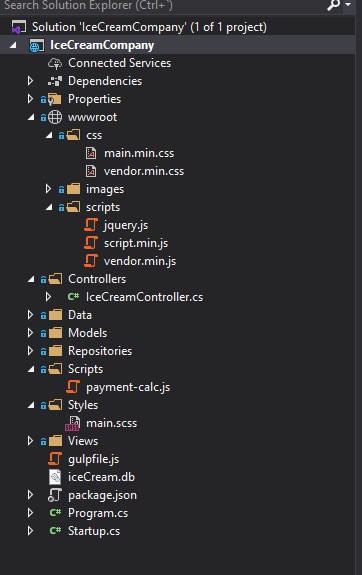 Search Solution Explorer (Ctrl+`)
Solution 'IceCreamCompany' (1 of 1 project)
IceCreamCompany
Connected Services
Dependencies
Properties
wwwroot
css
main.min.css
vendor.min.css
images
scripts
jquery.js
script.min.js
vendor.min.js
Controllers
C# IceCreamController.cs
Data
Models
Repositories
Scripts
payment-calc.js
Styles
main.scss
Views
gulpfile.js
iceCream.db
package.json
C# Program.cs
C# Startup.cs